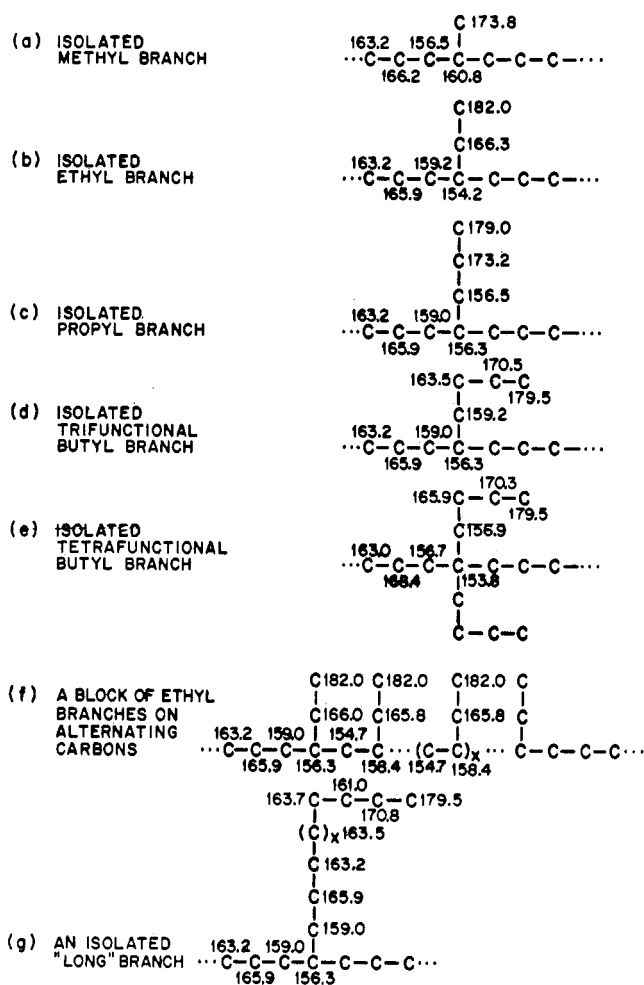 C173.8
(a) ISOLATED METHYL BRANCH
163.2 156.5
···C—C—C—C—C—C—C—···
166.2 160.8
C182.0
C166.3
(b) ISOLATED ETHYL BRANCH
163.2 159.2
···C—C—C—C—C—C—C—···
165.9 154.2
C179.0
C173.2
C156.5
(c) ISOLATED PROPYL BRANCH
163.2 159.0
···C—C—C—C—C—C—C—···
165.9 156.3
170.5
163.5C—C—C
179.5
C159.2
(d) ISOLATED TRIFUNCTIONAL BUTYL BRANCH
163.2 159.0
···C—C—C—C—C—C—C—···
165.9 156.3
170.3
165.9C—C—C
179.5
C156.9
(e) ISOLATED TETRAFUNCTIONAL BUTYL BRANCH
163.0 156.7
···C—C—C—C—C—C—C—···
168.4 153.8
C
C—C—C
(f) A BLOCK OF ETHYL BRANCHES ON ALTERNATING CARBONS
C182.0 C182.0 C182.0 C
C166.0 C165.8 C165.8 C
163.2 159.0 154.7
···C—C—C—C—C—C···(C—C)x···C—C—C—C···
165.9 156.3 158.4 154.7 158.4
161.0
163.7C—C—C—C179.5
170.8
(C)x163.5
C163.2
C165.9
C159.0
(g) AN ISOLATED "LONG" BRANCH
163.2 159.0
···C—C—C—C—C—C—C···
165.9 156.3